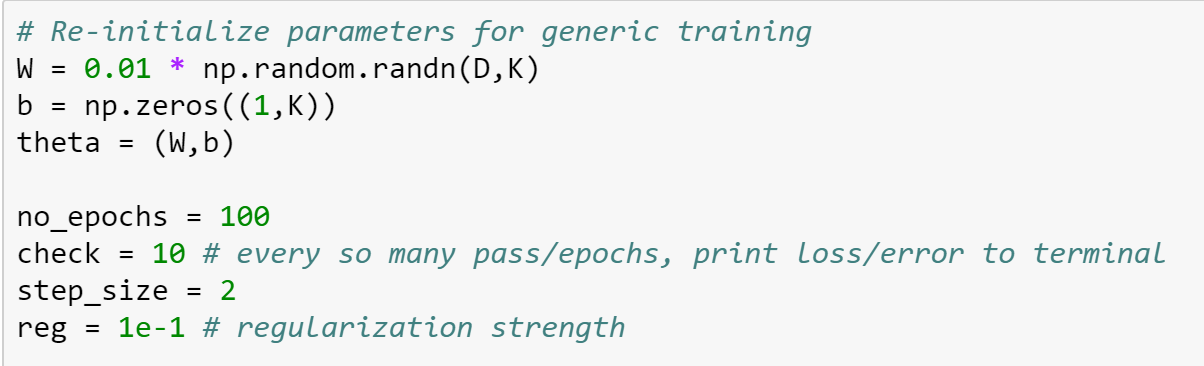 # Re-initialize parameters for generic training
W = 0.01 * np.random.randn(D,K)
b = np.zeros((1,K))
theta = (W,b)
no_epochs = 100
check = 10 # every so many pass/epochs, print loss/error to terminal
step_size = 2
reg = 1e-1 # regularization strength